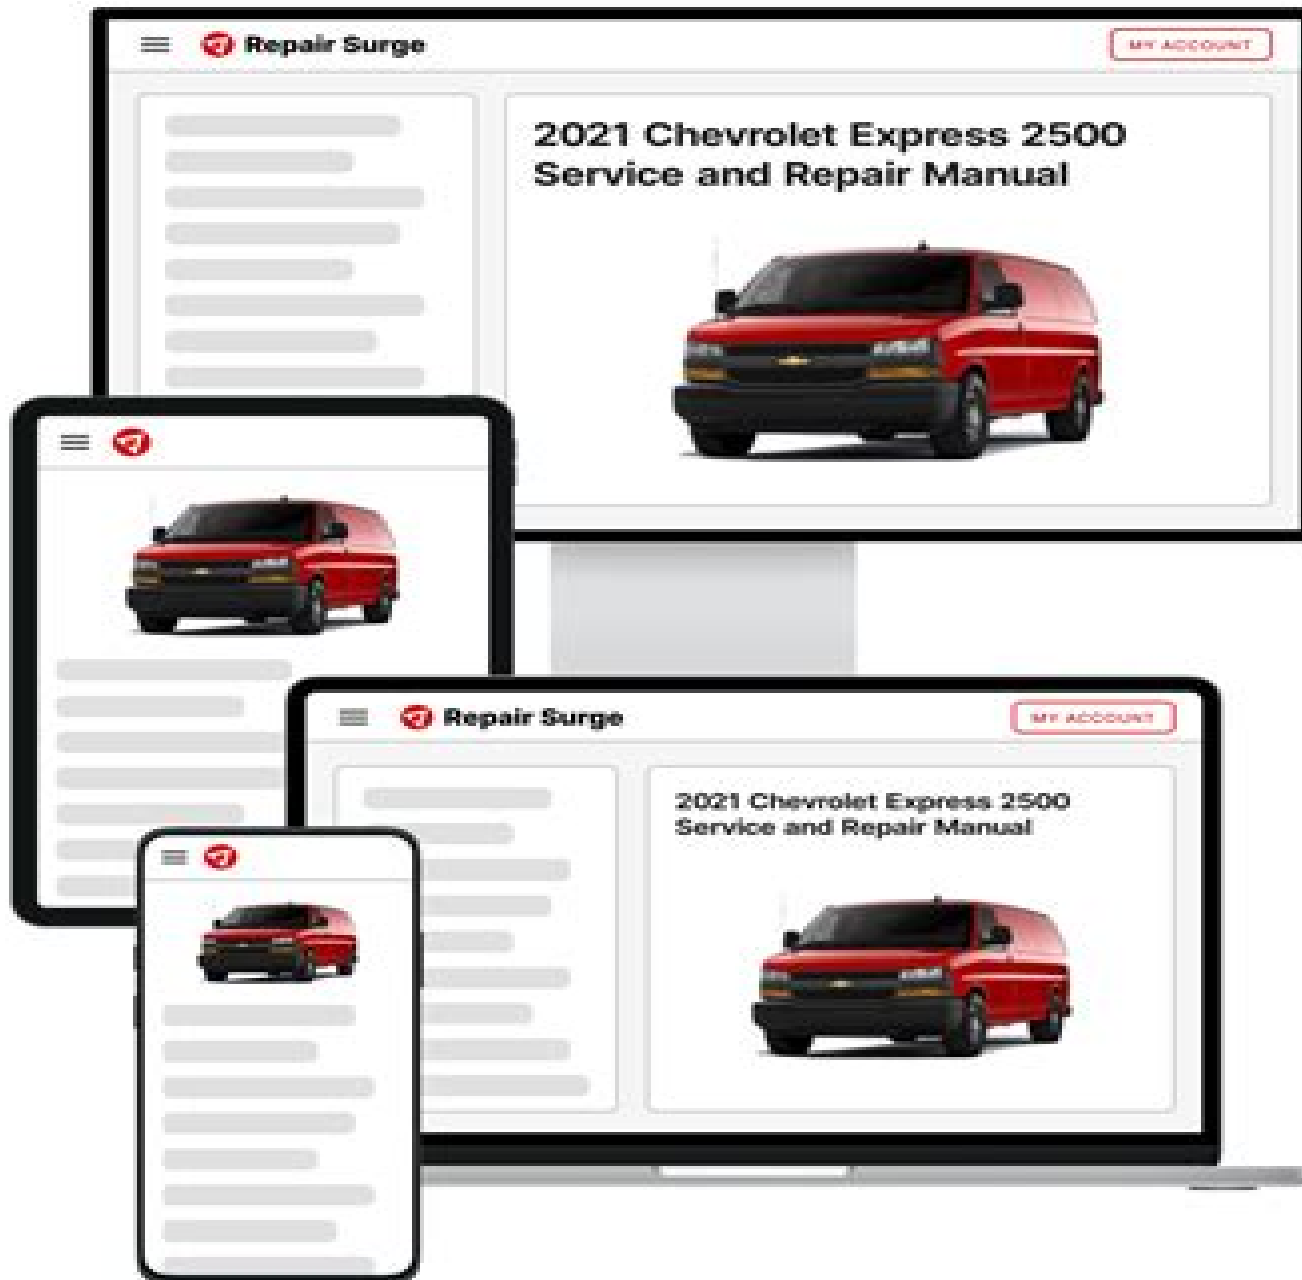 Repair Surge
MY ACCOUNT
2021 Chevrolet Express 2500
Service and Repair Manual
Repair Surge
MY ACCOUNT
2021 Chevrolet Express 2500
Service and Repair Manual